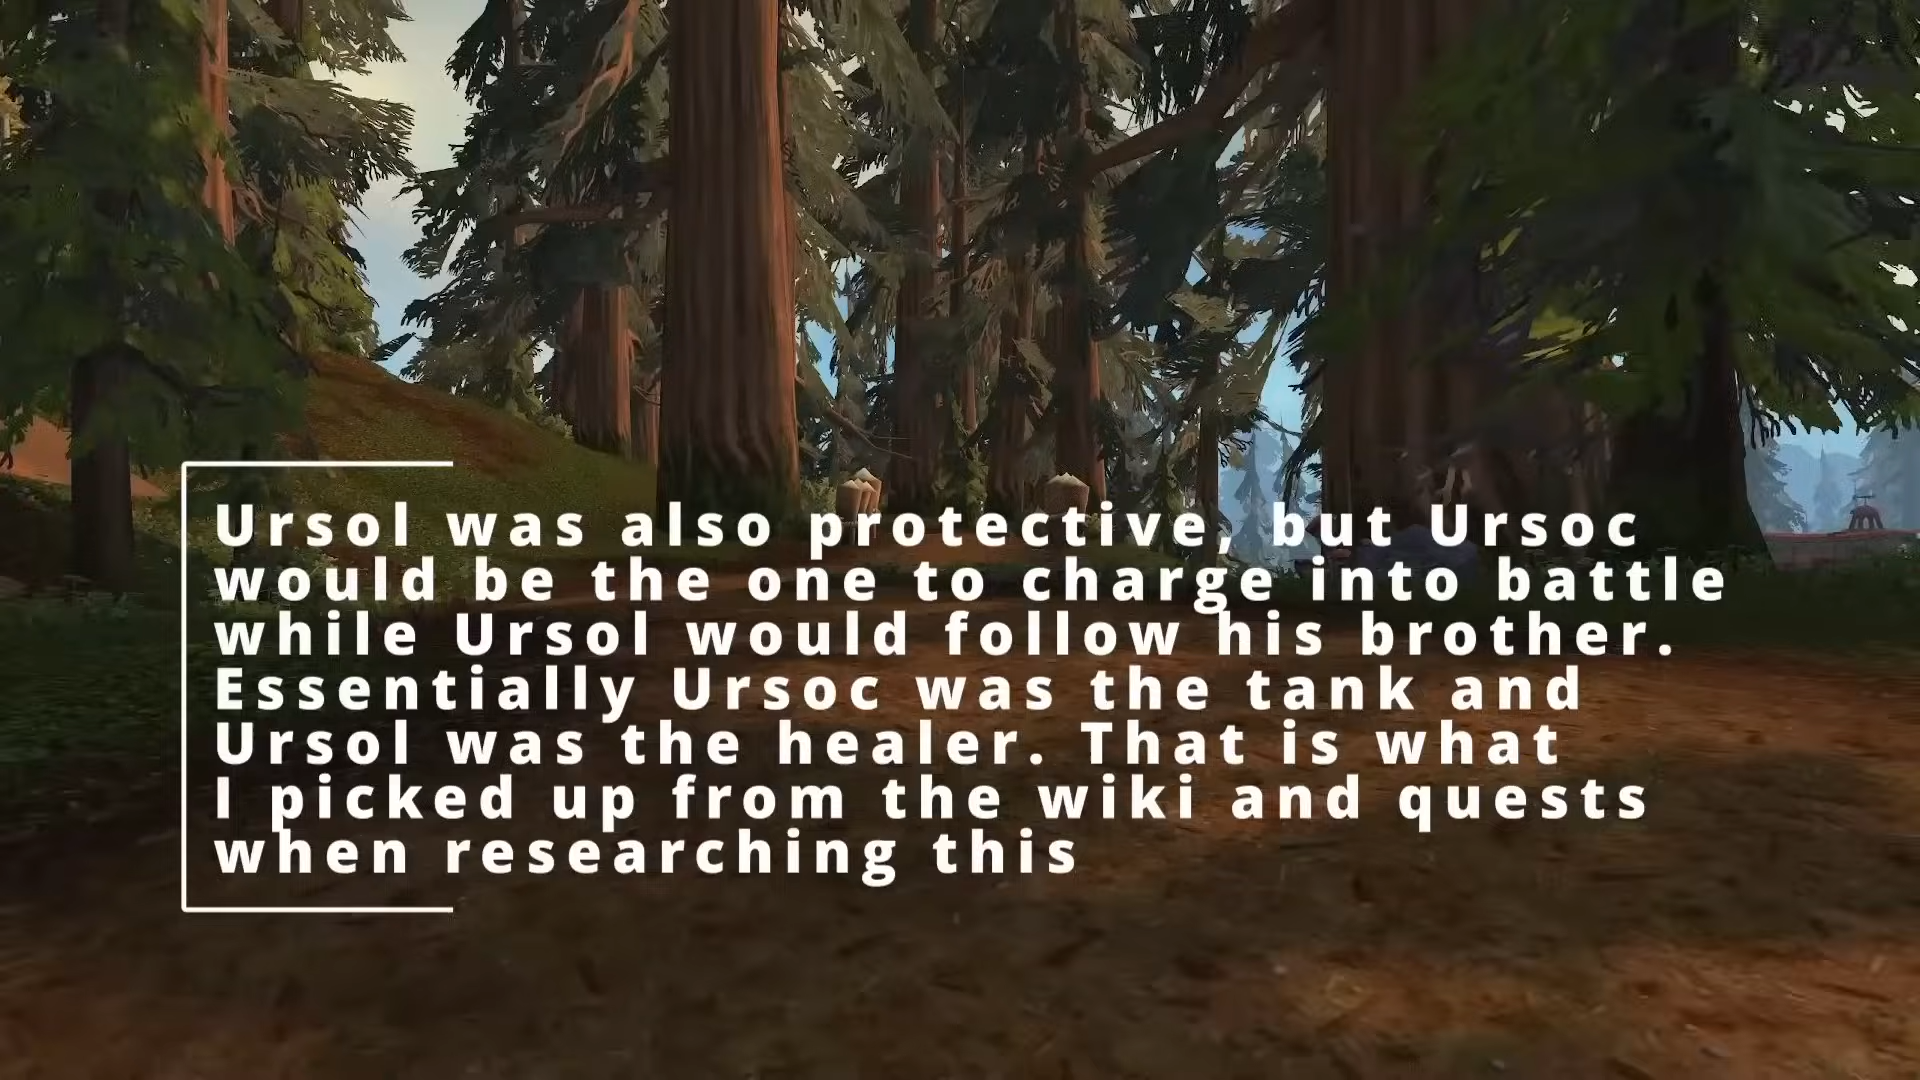 Ursol was also protective, but Ursoc
would be the one to charge into battle
while Ursol would follow his brother.
Essentially Ursoc was the tank and
Ursol was the healer. That is what
I picked up from the wiki and quests
when researching this